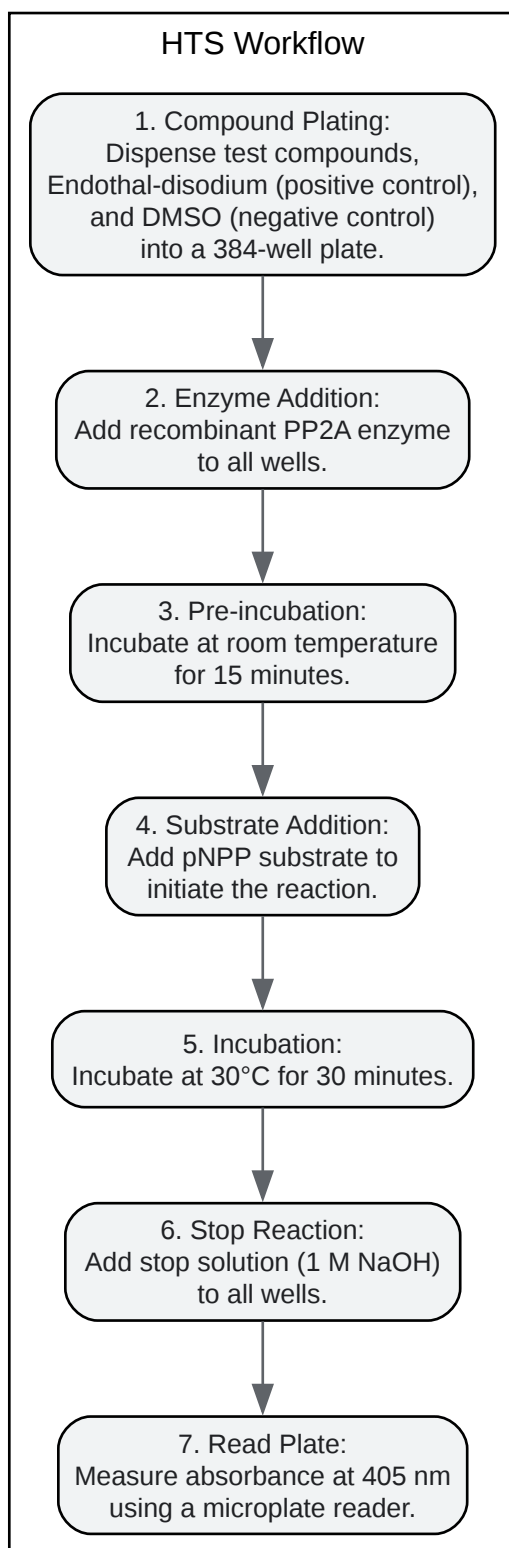 HTS Workflow
1. Compound Plating:
Dispense test compounds,
Endothal-disodium (positive control),
and DMSO (negative control)
into a 384-well plate.
2. Enzyme Addition:
Add recombinant PP2A enzyme
to all wells.
3. Pre-incubation:
Incubate at room temperature
for 15 minutes.
4. Substrate Addition:
Add pNPP substrate to
initiate the reaction.
5. Incubation:
Incubate at 30°C for 30 minutes.
6. Stop Reaction:
Add stop solution (1 M NaOH)
to all wells.
7. Read Plate:
Measure absorbance at 405 nm
using a microplate reader.